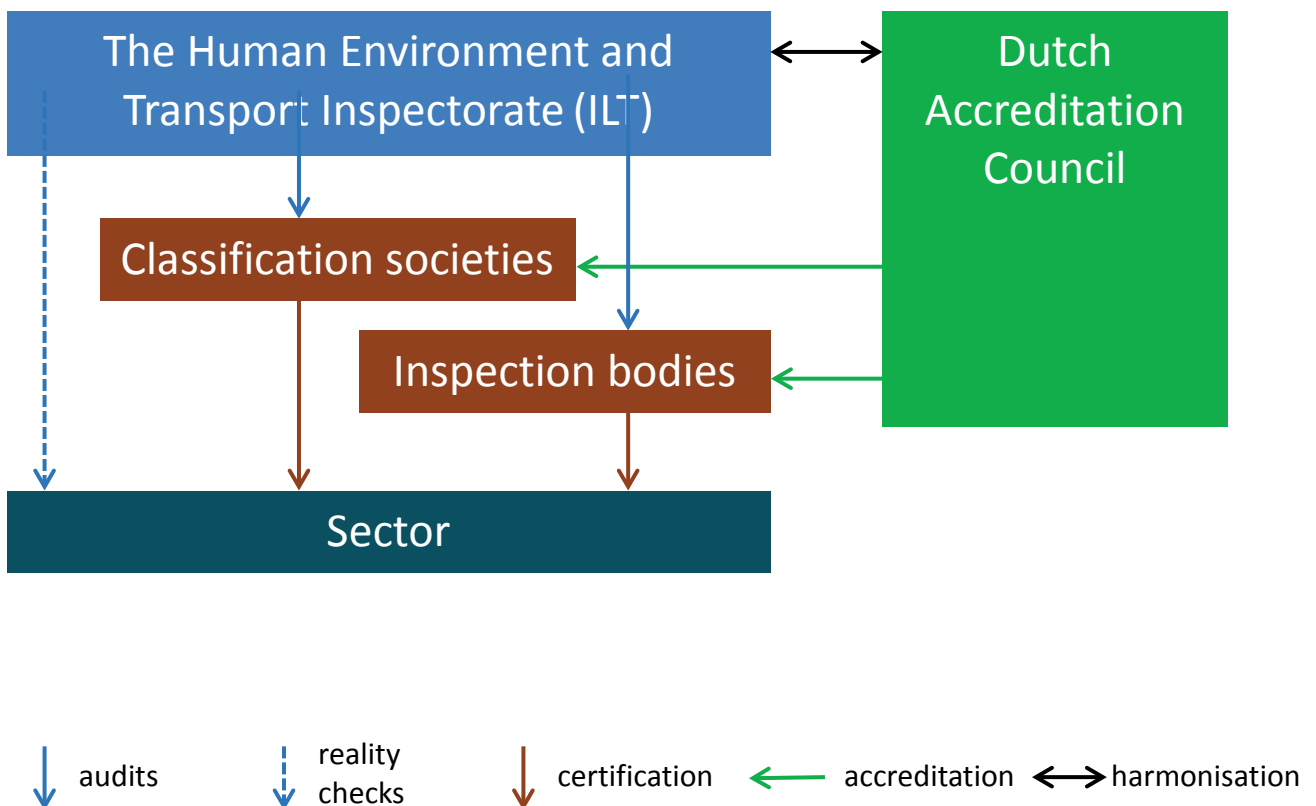 The Human Environment and
Transport Inspectorate (ILT)
Dutch
Accreditation
Council
Classification societies
Inspection bodies
Sector
audits
reality
checks
certification
accreditation
harmonisation